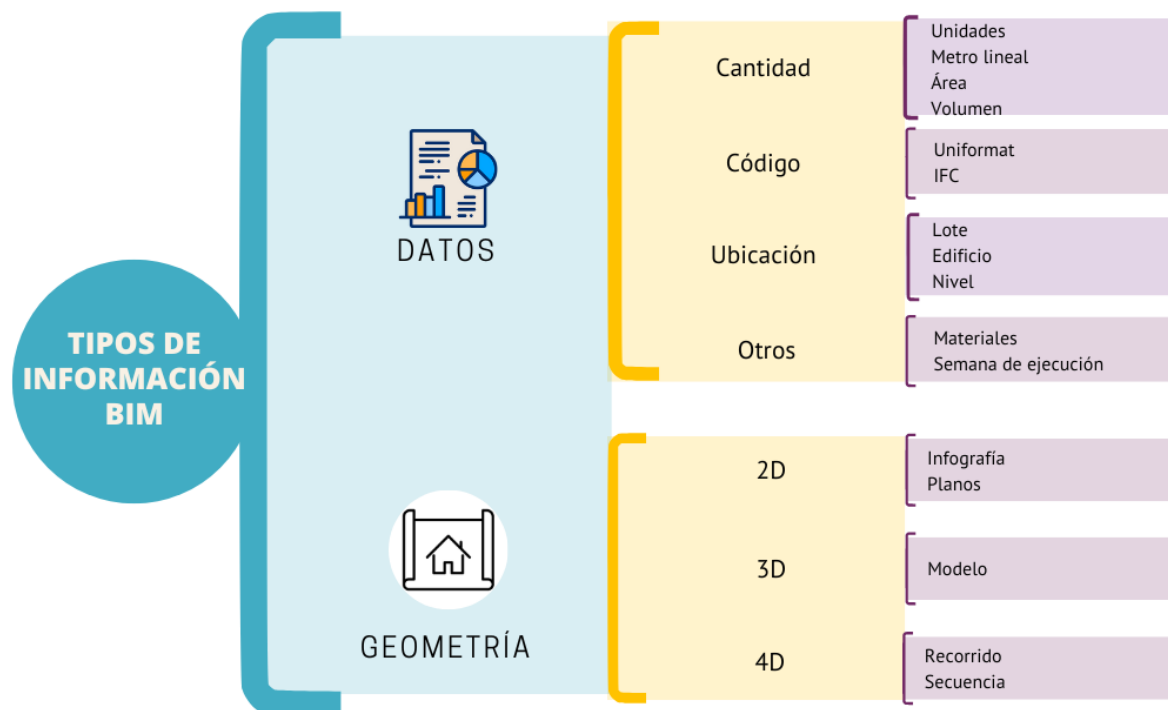 TIPOS DE
INFORMACIÓN
BIM
DATOS
Cantidad
Unidades
Metro lineal
Área
Volumen
Código
Uniformat
IFC
Ubicación
Lote
Edificio
Nivel
Otros
Materiales
Semana de ejecución
GEOMETRÍA
2D
Infografía
Planos
3D
Modelo
4D
Recorrido
Secuencia